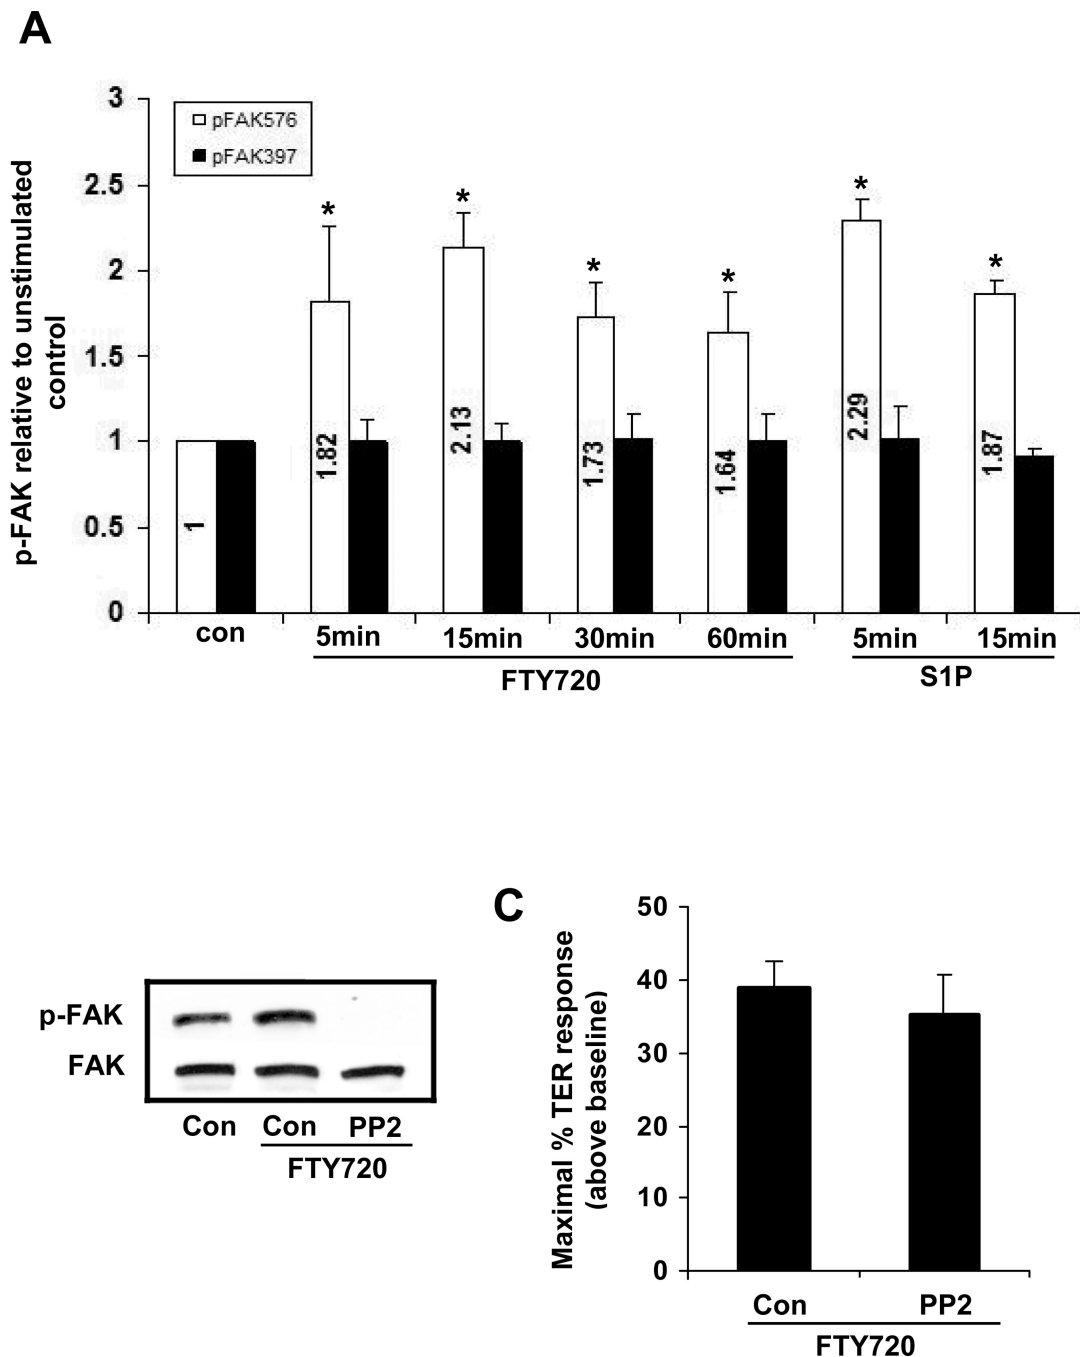 A
3
pFAK576
pFAK397
2.5
2
1.5
1
0.5
0
p-FAK relative to unstimulated
control
1
1.82
2.13
1.73
1.64
2.29
1.87
*
*
*
*
*
*
con 5min 15min 30min 60min 5min 15min
FTY720 S1P
p-FAK
FAK
Con Con PP2
FTY720
C
50
40
30
20
10
0
Maximal % TER response
(above baseline)
Con PP2
FTY720